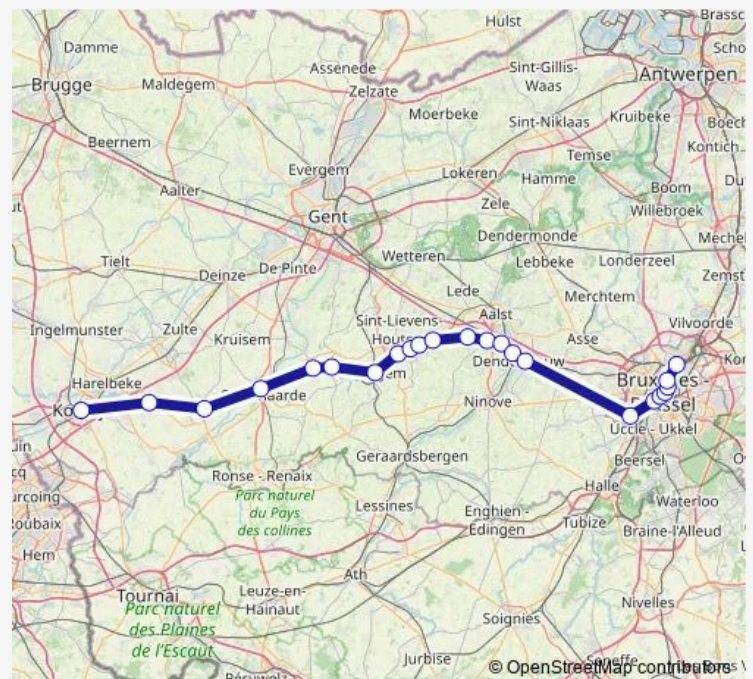 Hulst
Damme
Assenede
Sint-Gillis-
Waas
Antwerpen
Brugge
Maldegem
Zelzate
Moerbeke
Sint-Niklaas
Kruibeke
Beernem
Temse
Kontich
Evergem
Lokeren
Hamme
Boom
Aalter
Zele
Willebroek
Gent
Dendermonde
Wetteren
Lebbeke
Londerzeel
Tielt
Deinze
De Pinte
Zemst
Lede
Merchtem
Aalst
Ingelmunster
Zulte
Kruisem
Sint-Lievens-
Asse
Vilvoorde
Harelbeke
Ninove
Uccle - Ukkel
Geraardsbergen
Beersel
Ronse - Renaix
Halle
Parc naturel
du Pays
des collines
Lessines
Enghien -
Edingen
Waterloo
Tubize
Braine-l'Alleud
Hem
Ath
Tournai
Leuze-en-
Hainaut
Nivelles
Parc naturel
des Plaines
de l'Escaut
Soignies
Jurbise
© OpenStreetMap contributors